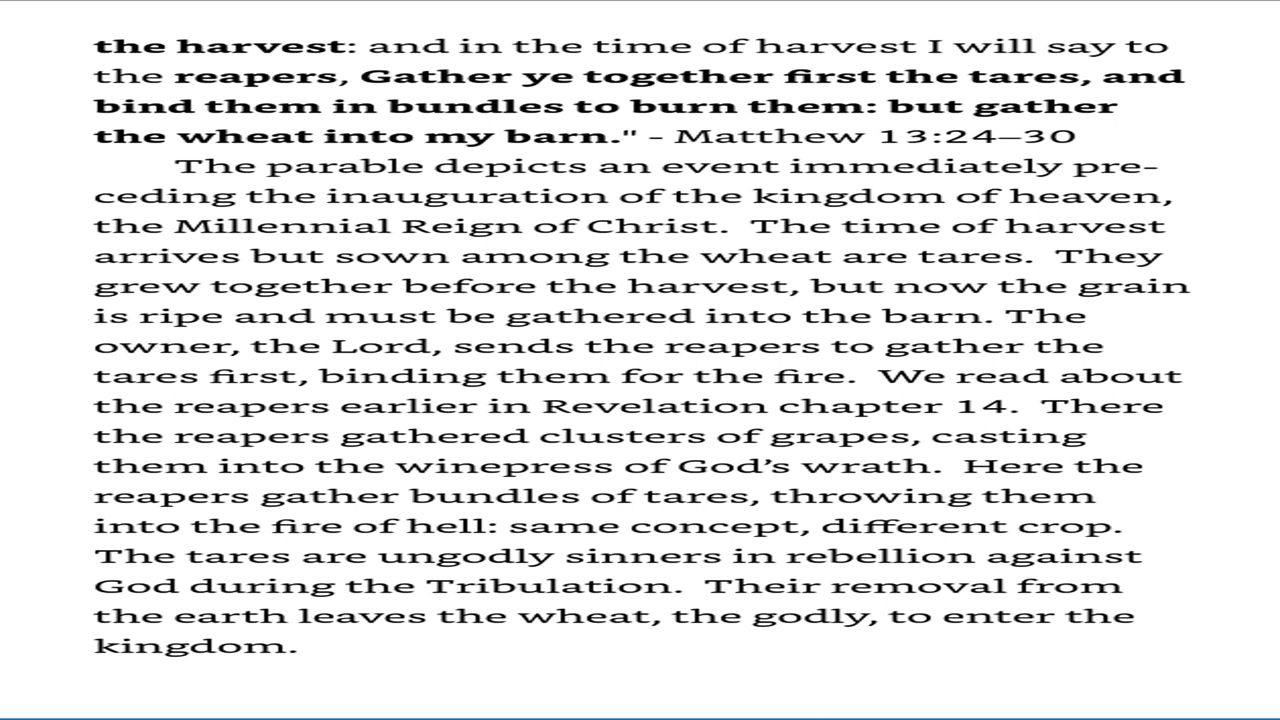 the harvest: and in the time of harvest I will say to
the reapers, Gather ye together first the tares, and
bind them in bundles to burn them: but gather
the wheat into my barn." - Matthew 13:24–30
The parable depicts an event immediately pre-
ceding the inauguration of the kingdom of heaven,
the Millennial Reign of Christ.  The time of harvest
arrives but sown among the wheat are tares.  They
grew together before the harvest, but now the grain
is ripe and must be gathered into the barn. The
owner, the Lord, sends the reapers to gather the
tares first, binding them for the fire.  We read about
the reapers earlier in Revelation chapter 14.  There
the reapers gathered clusters of grapes, casting
them into the winepress of God’s wrath.  Here the
reapers gather bundles of tares, throwing them
into the fire of hell: same concept, different crop.
The tares are ungodly sinners in rebellion against
God during the Tribulation.  Their removal from
the earth leaves the wheat, the godly, to enter the
kingdom.